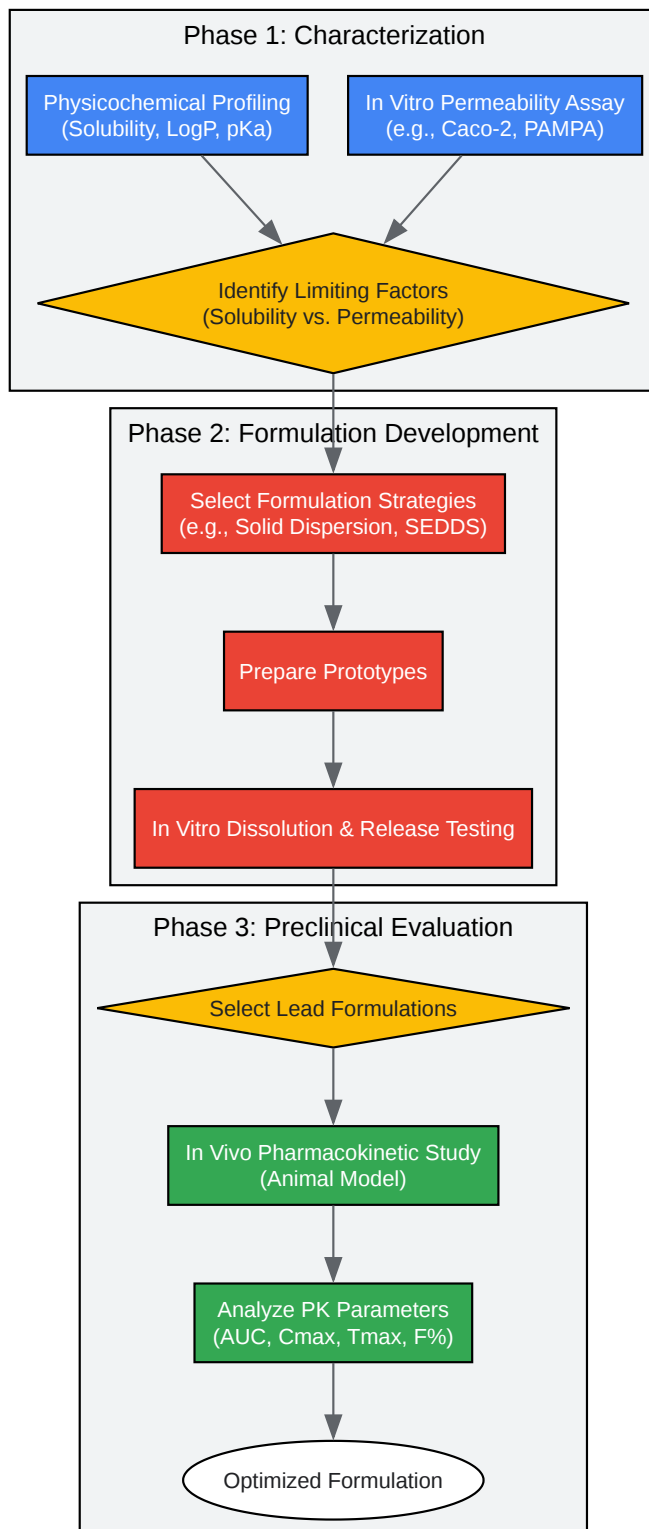 Phase 1: Characterization
Physicochemical Profiling
(Solubility, LogP, pKa)
In Vitro Permeability Assay
(e.g., Caco-2, PAMPA)
Identify Limiting Factors
(Solubility vs. Permeability)
Phase 2: Formulation Development
Select Formulation Strategies
(e.g., Solid Dispersion, SEDDS)
Prepare Prototypes
In Vitro Dissolution & Release Testing
Phase 3: Preclinical Evaluation
Select Lead Formulations
In Vivo Pharmacokinetic Study
(Animal Model)
Analyze PK Parameters
(AUC, Cmax, Tmax, F%)
Optimized Formulation